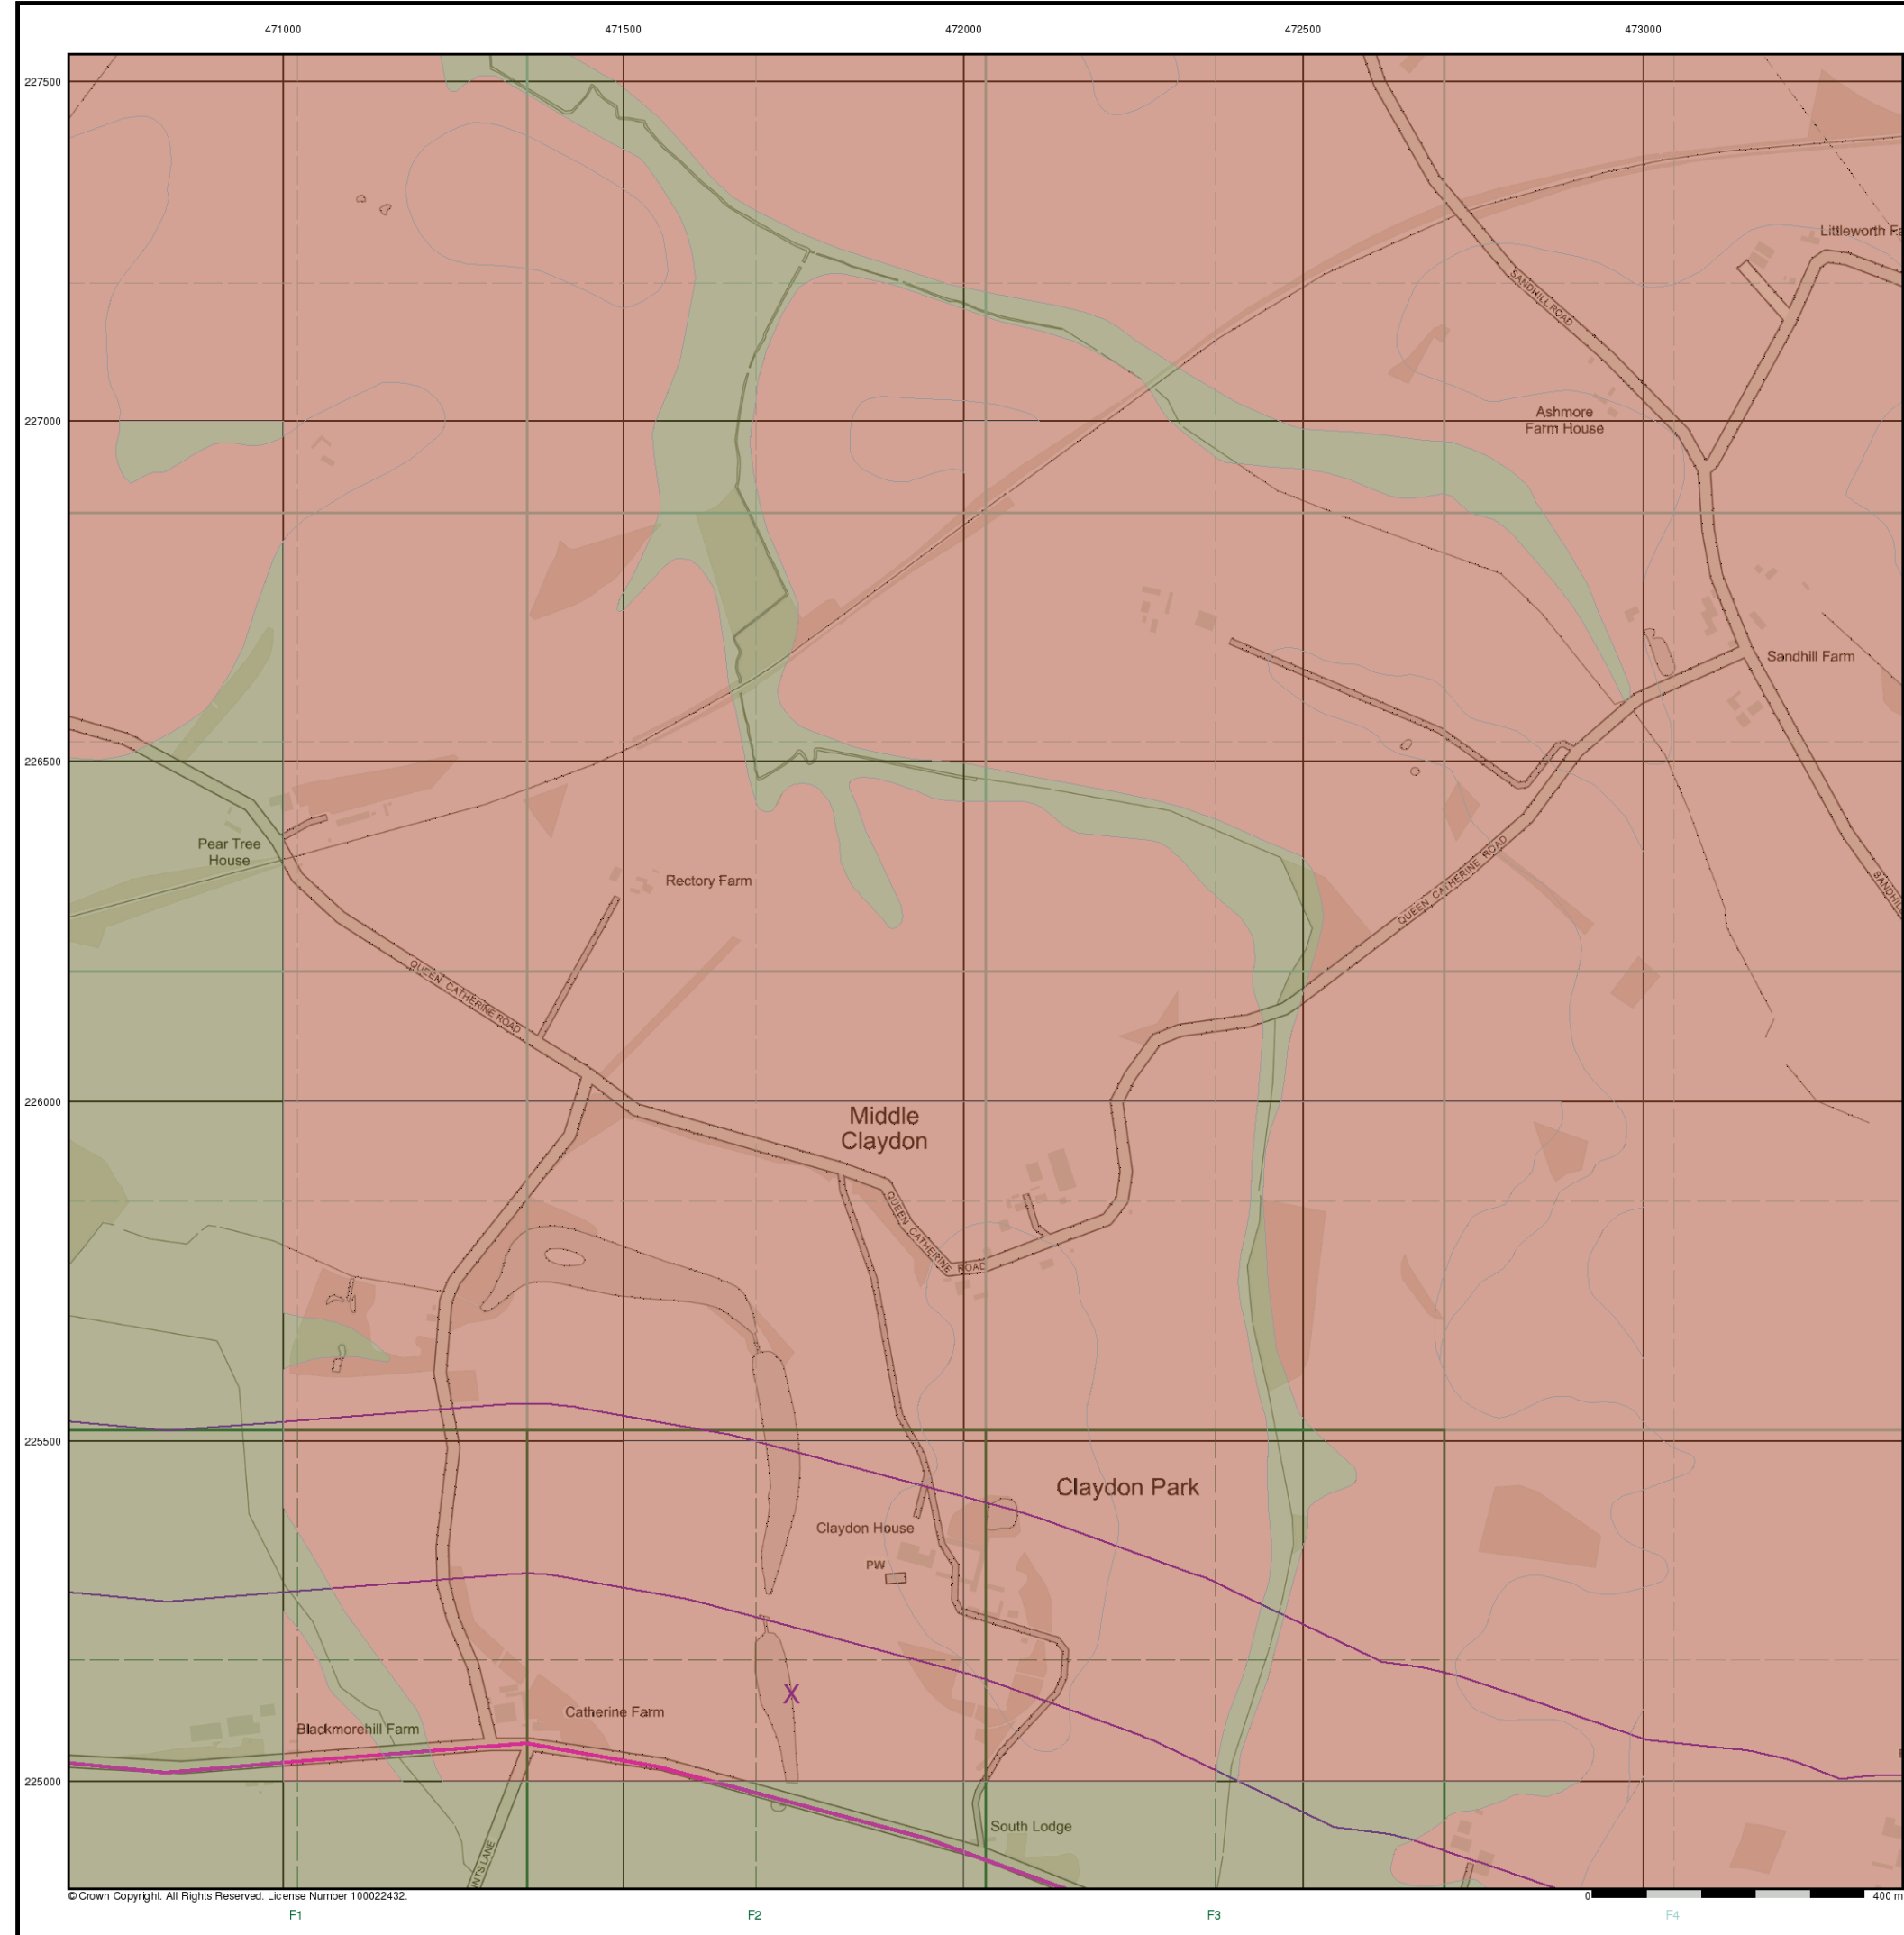 471000 471500 472000 472500 473000
227500
Littleworth Fa
SANDHILL ROAD
227000
Ashmore
Farm House
Sandhill Farm
226500
Pear Tree
House
Rectory Farm
QUEEN CATHERINE ROAD
SANDHIL
QUEEN CATHERINE ROAD
226000
Middle
Claydon
QUEEN CATHERINE ROAD
225500
Claydon Park
Claydon House
PW
X
Catherine Farm
Blackmorehill Farm
225000
South Lodge
NTS LANE
© Crown Copyright. All Rights Reserved. License Number 100022432.
0 400 m
F1 F2 F3 F4